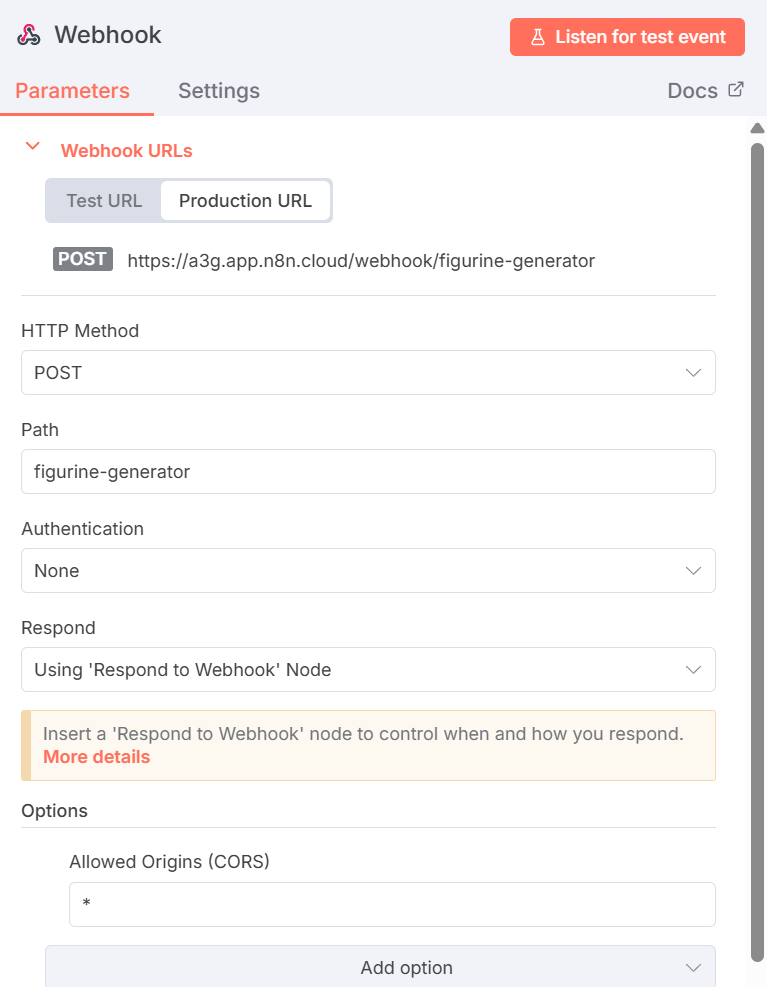 Webhook
Listen for test event
Parameters
Settings
Docs
Webhook URLs
Test URL
Production URL
POST
https://a3g.app.n8n.cloud/webhook/figurine-generator
HTTP Method
POST
Path
figurine-generator
Authentication
None
Respond
Using 'Respond to Webhook' Node
Insert a 'Respond to Webhook' node to control when and how you respond.
More details
Options
Allowed Origins (CORS)
*
Add option